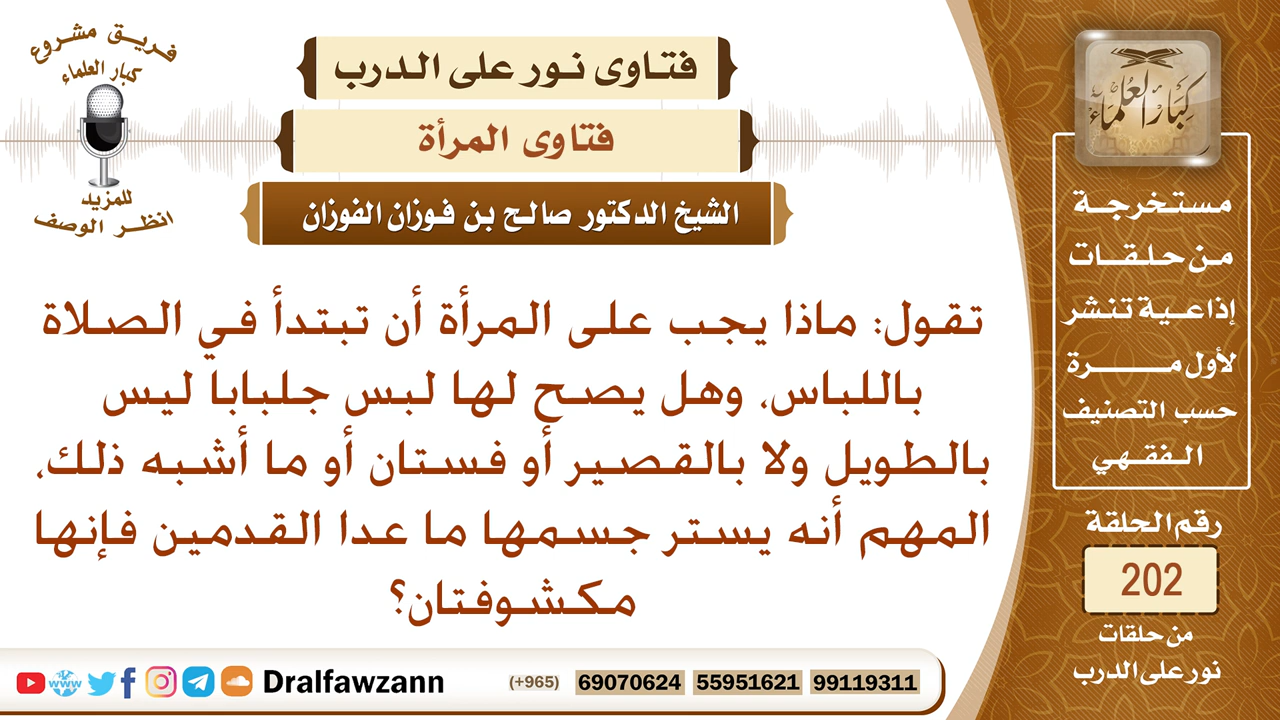 فريق مشروع
كبار العلماء
للمزيد
انظر الوصف
فتاوى نور على الدرب
فتاوى المرأة
الشيخ الدكتور صالح بن فوزان الفوزان
تقول: ماذا يجب على المرأة أن تبتدأ في الصلاة
باللباس، وهل يصح لها لبس جلبابا ليس
بالطويل ولا بالقصير أو فستان أو ما أشبه ذلك،
المهم أنه يستر جسمها ما عدا القدمين فإنها
مكشوفتان؟
كبار العلماء
مستخرجة
من حلقات
إذاعية تنشر
لأول مرة
حسب التصنيف
الفقهي
رقم الحلقة
202
من حلقات
نور على الدرب
www
Dralfawzann
(+965) 69070624 55951621 99119311